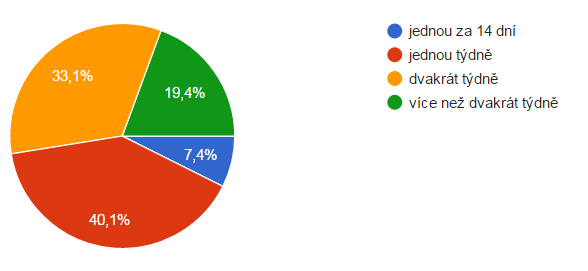 33,1%
19,4%
7,4%
40,1%
jednou za 14 dní
jednou týdně
dvakrát týdně
více než dvakrát týdně